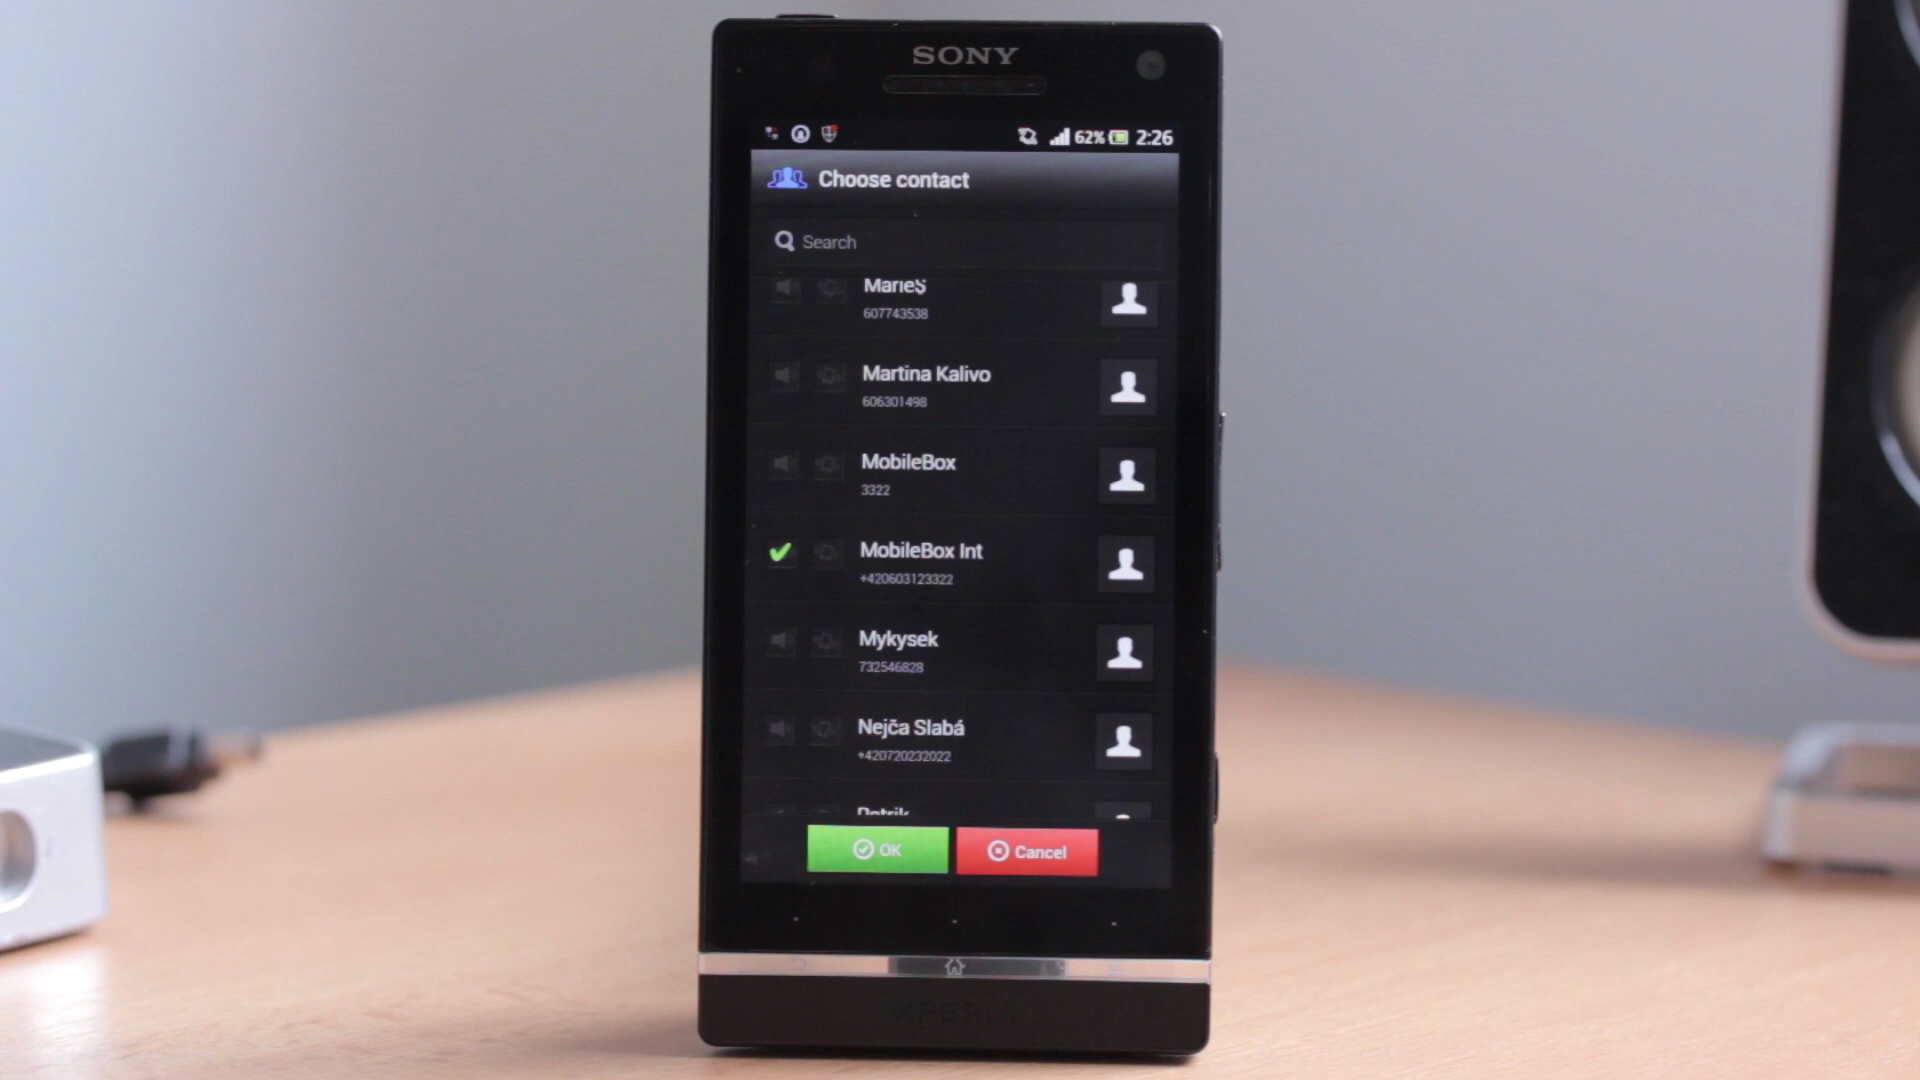 SONY
62% 2:26
Choose contact
Search
MarieS
607743538
Martina Kalivo
606301498
MobileBox
3322
MobileBox Int
+420603123322
Mykysek
732546828
Nejča Slabá
+420720232022
OK Cancel
XPERIA